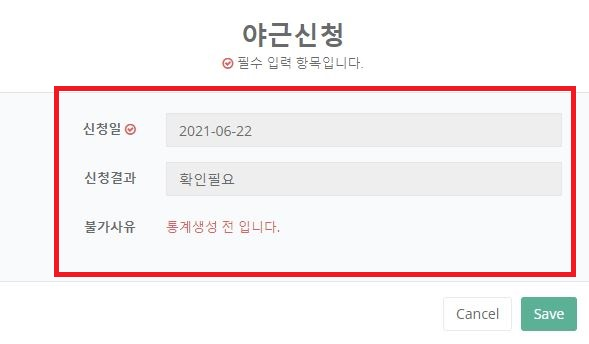 야근신청
필수 입력 항목입니다.
신청일 2021-06-22
신청결과 확인필요
불가사유 통계생성 전 입니다.
Cancel Save